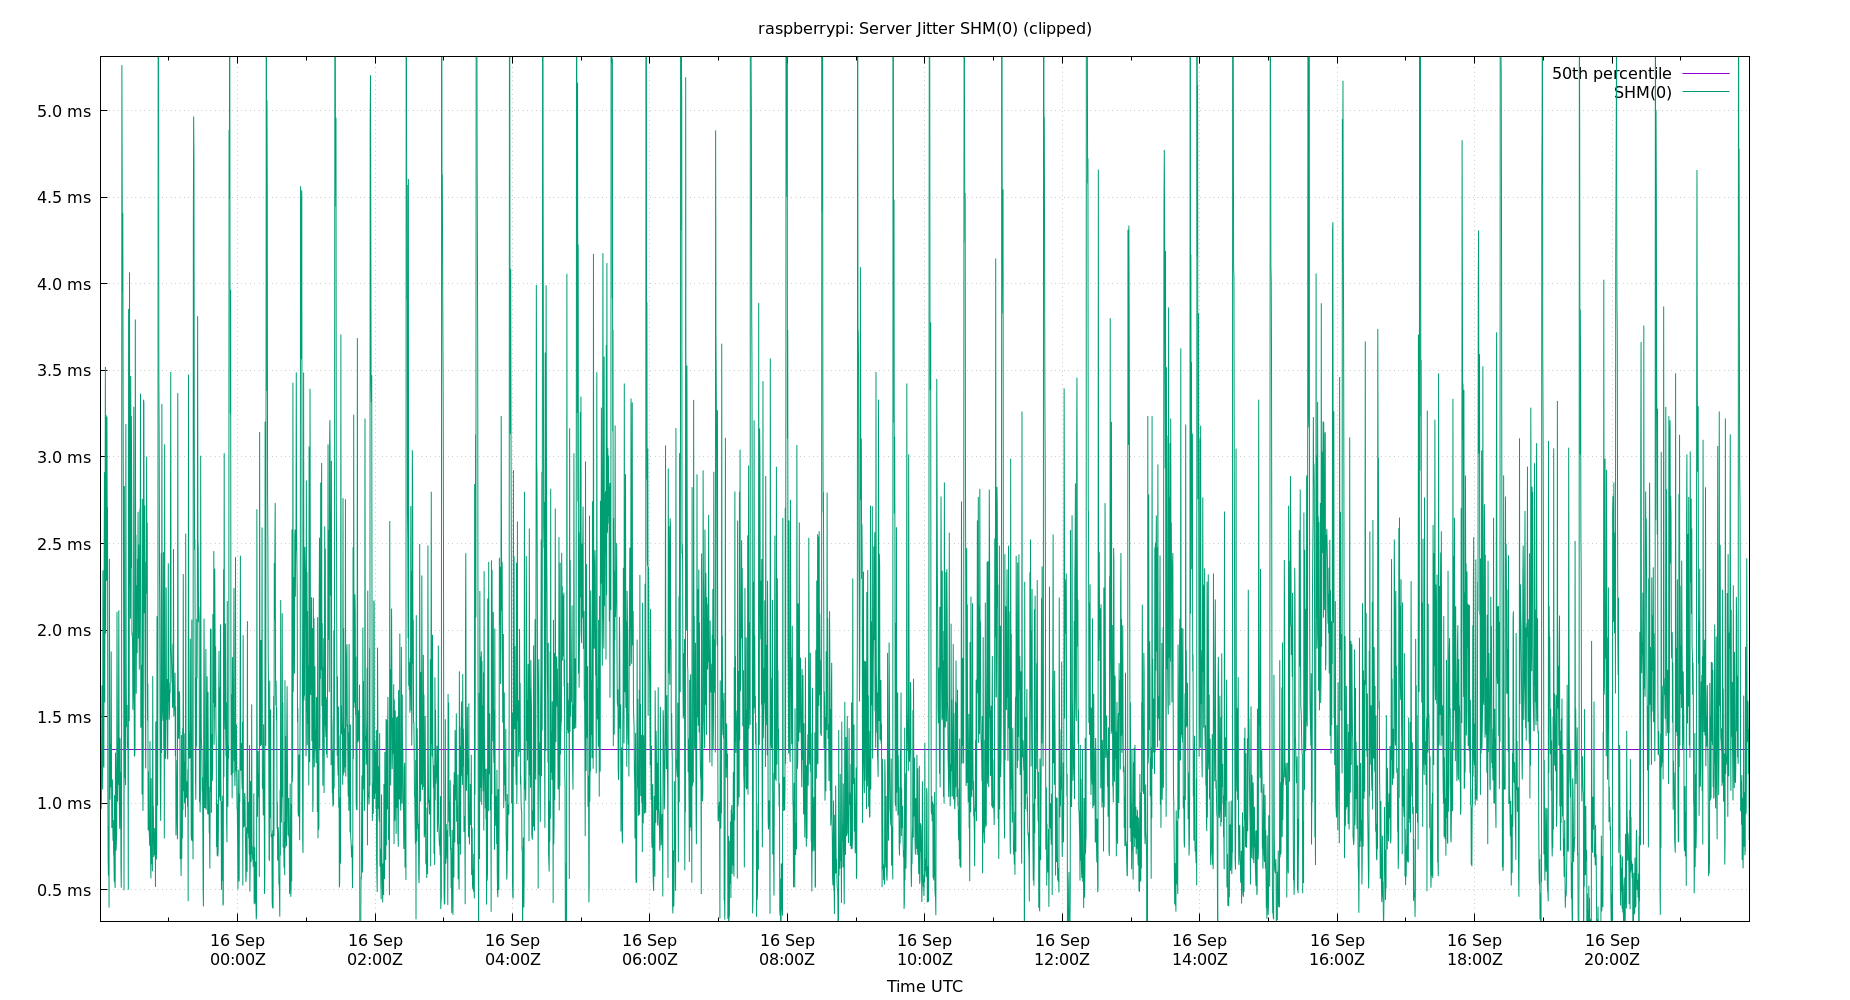 raspberrypi: Server Jitter SHM(0) (clipped)
50th percentile
SHM(0)
5.0 ms
4.5 ms
4.0 ms
3.5 ms
3.0 ms
2.5 ms
2.0 ms
1.5 ms
1.0 ms
0.5 ms
16 Sep 16 Sep 16 Sep 16 Sep 16 Sep 16 Sep 16 Sep 16 Sep 16 Sep 16 Sep 16 Sep
00:00Z 02:00Z 04:00Z 06:00Z 08:00Z 10:00Z 12:00Z 14:00Z 16:00Z 18:00Z 20:00Z
Time UTC